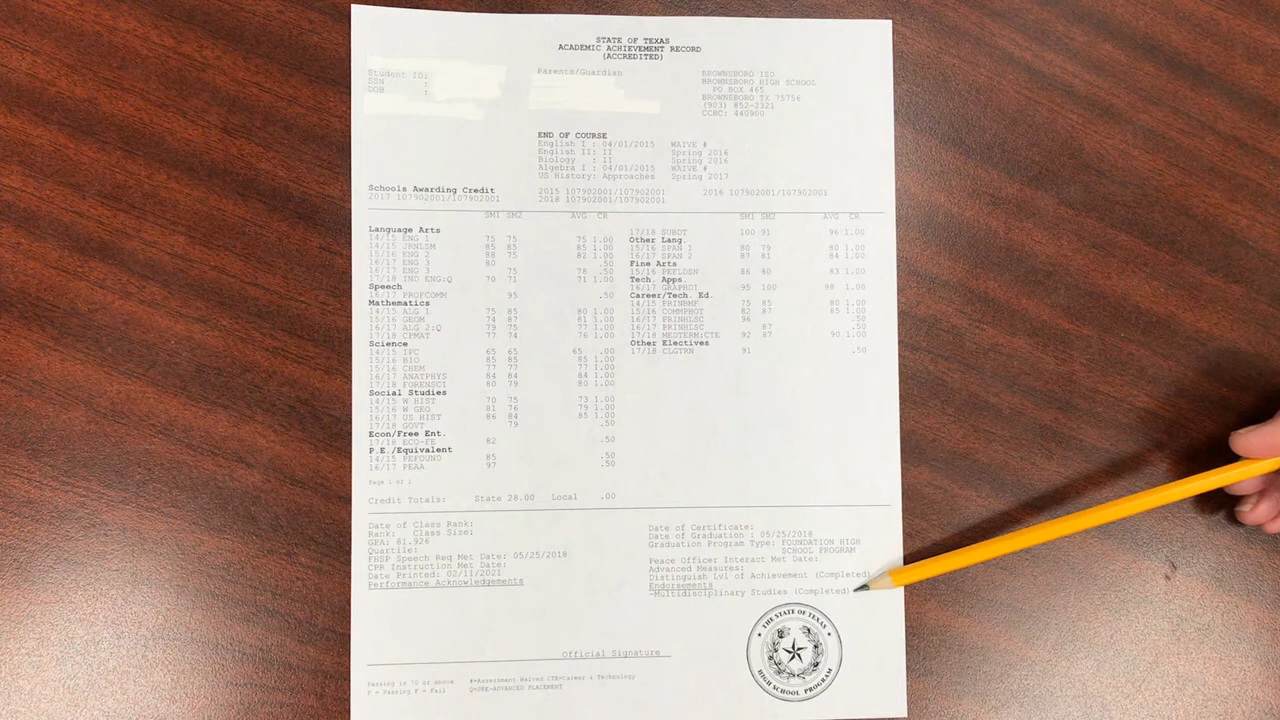 STATE OF TEXAS
ACADEMIC ACHIEVEMENT RECORD
(ACCREDITED)
Student ID:
SSN :
DOB :
Parents/Guardian
BROWNSBORO ISD
BROWNSBORO HIGH SCHOOL
PO BOX 465
BROWNSBORO TX 75756
(903) 852-2321
CCBC: 440900
END OF COURSE
English I : 04/01/2015 WAIVE #
English II: II Spring 2016
Biology : II Spring 2016
Algebra I : 04/01/2015 WAIVE #
US History: Approaches Spring 2017
Schools Awarding Credit 2015 107902001/107902001 2016 107902001/107902001
2017 107902001/107902001 2018 107902001/107902001
SM1 SM2 AVG CR
Language Arts
14/15 ENG 1 75 75 75 1.00
14/15 JRNLSM 85 85 85 1.00
15/16 ENG 2 88 75 82 1.00
16/17 ENG 3 80 .50
16/17 ENG 3 75 78 .50
17/18 IND ENG:Q 70 71 71 1.00
Speech
16/17 PROFCOMM 95 .50
Mathematics
14/15 ALG 1 75 85 80 1.00
15/16 GEOM 74 87 81 1.00
16/17 ALG 2:Q 79 75 77 1.00
17/18 CPMAT 77 74 76 1.00
Science
14/15 IPC 65 65 65 .00
15/16 BIO 85 85 85 1.00
15/16 CHEM 77 77 77 1.00
16/17 ANATPHYS 84 84 84 1.00
17/18 FORENSCI 80 79 80 1.00
Social Studies
14/15 W HIST 70 75 73 1.00
15/16 W GEO 81 76 79 1.00
16/17 US HIST 86 84 85 1.00
17/18 GOVT 79 .50
Econ/Free Ent.
17/18 ECO-FE 82 .50
P.E./Equivalent
14/15 PEFOUND 85 .50
16/17 PEAA 97 .50
Page 1 of 1
SM1 SM2 AVG CR
17/18 SUBDT 100 91 96 1.00
Other Lang.
15/16 SPAN 1 80 79 80 1.00
16/17 SPAN 2 87 81 84 1.00
Fine Arts
15/16 PEFLDSN 86 80 83 1.00
Tech. Apps.
16/17 GRAPHDI 95 100 98 1.00
Career/Tech. Ed.
14/15 PRINBMF 75 85 80 1.00
15/16 COMMPHOT 82 87 85 1.00
16/17 PRINHLSC 96 .50
16/17 PRINHLSC 87 .50
17/18 MEDTERM:CTE 92 87 90 1.00
Other Electives
17/18 CLGTRN 91 .50
Credit Totals: State 28.00 Local .00
Date of Class Rank:
Rank: Class Size:
GPA: 81.926
Quartile:
FHSP Speech Req Met Date: 05/25/2018
CPR Instruction Met Date:
Date Printed: 02/11/2021
Performance Acknowledgements
Date of Certificate:
Date of Graduation : 05/25/2018
Graduation Program Type: FOUNDATION HIGH
SCHOOL PROGRAM
Peace Officer Interact Met Date:
Advanced Measures:
Distinguish Lvl of Achievement (Completed)
Endorsements
-Multidisciplinary Studies (Completed)
THE STATE OF TEXAS
HIGH SCHOOL PROGRAM
Official Signature
Passing is 70 or above #=Assessment Waived CTE=Career & Technology
P = Passing F = Fail Q=PRE-ADVANCED PLACEMENT